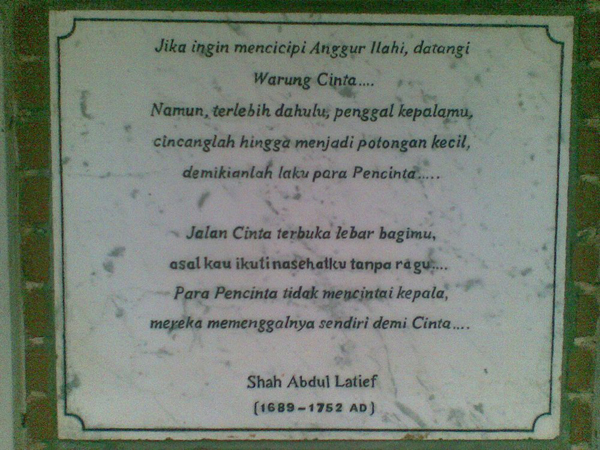 Jika ingin mencicipi Anggur Ilahi, datangi
Warung Cinta....
Namun, terlebih dahulu, penggal kepalamu,
cincanglah hingga menjadi potongan kecil,
demikianlah laku para Pencinta.....
Jalan Cinta terbuka lebar bagimu,
asal kau ikuti nasehatku tanpa ragu....
Para Pencinta tidak mencintai kepala,
mereka memenggalnya sendiri demi Cinta....
Shah Abdul Latief
(1689-1752 AD)